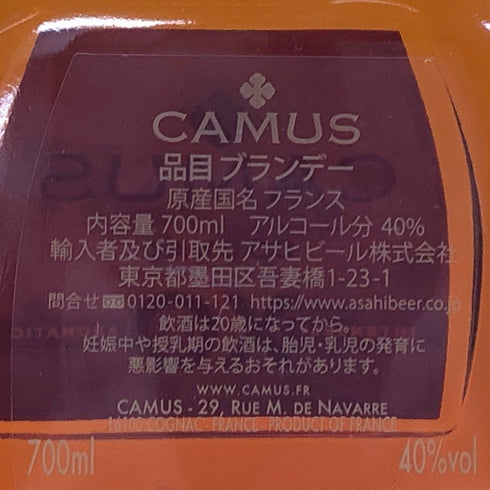 CAMUS
品目 ブランデー
原産国名 フランス
内容量 700ml アルコール分 40%
輸入者及び引取先 アサヒビール株式会社
東京都墨田区吾妻橋1-23-1
問合せ 0120-011-121 https://www.asahibeer.co.jp
飲酒は20歳になってから。
妊娠中や授乳期の飲酒は、胎児・乳児の発育に
悪影響を与えるおそれがあります。
WWW.CAMUS.FR
CAMUS - 29, RUE M. DE NAVARRE
16100 COGNAC - FRANCE PRODUCT OF FRANCE
700ml 40%vol